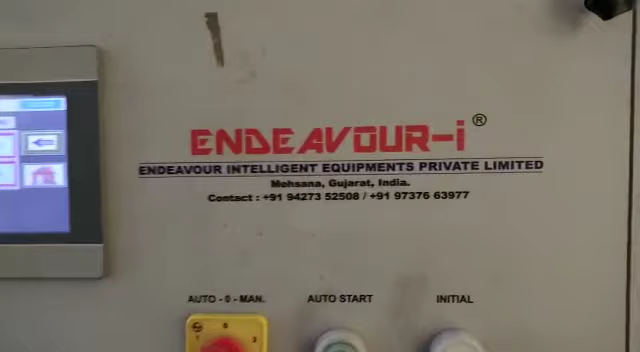 ENDEAVOUR-i ®
ENDEAVOUR INTELLIGENT EQUIPMENTS PRIVATE LIMITED
Mehsana, Gujarat, India.
Contact : +91 94273 52508 / +91 97376 63977
AUTO - 0 - MAN. AUTO START INITIAL
0